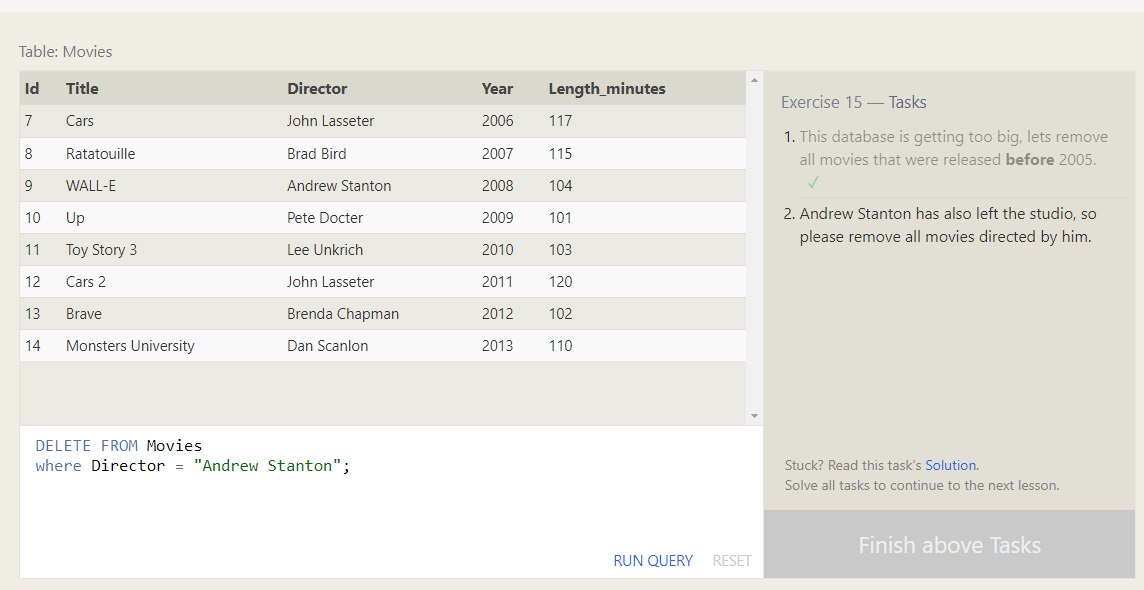 Table: Movies
Id Title Director Year Length_minutes
7 Cars John Lasseter 2006 117
8 Ratatouille Brad Bird 2007 115
9 WALL-E Andrew Stanton 2008 104
10 Up Pete Docter 2009 101
11 Toy Story 3 Lee Unkrich 2010 103
12 Cars 2 John Lasseter 2011 120
13 Brave Brenda Chapman 2012 102
14 Monsters University Dan Scanlon 2013 110
DELETE FROM Movies
where Director = "Andrew Stanton";
RUN QUERY RESET
Exercise 15 — Tasks
1. This database is getting too big, lets remove
all movies that were released before 2005.
✓
2. Andrew Stanton has also left the studio, so
please remove all movies directed by him.
Stuck? Read this task's Solution.
Solve all tasks to continue to the next lesson.
Finish above Tasks